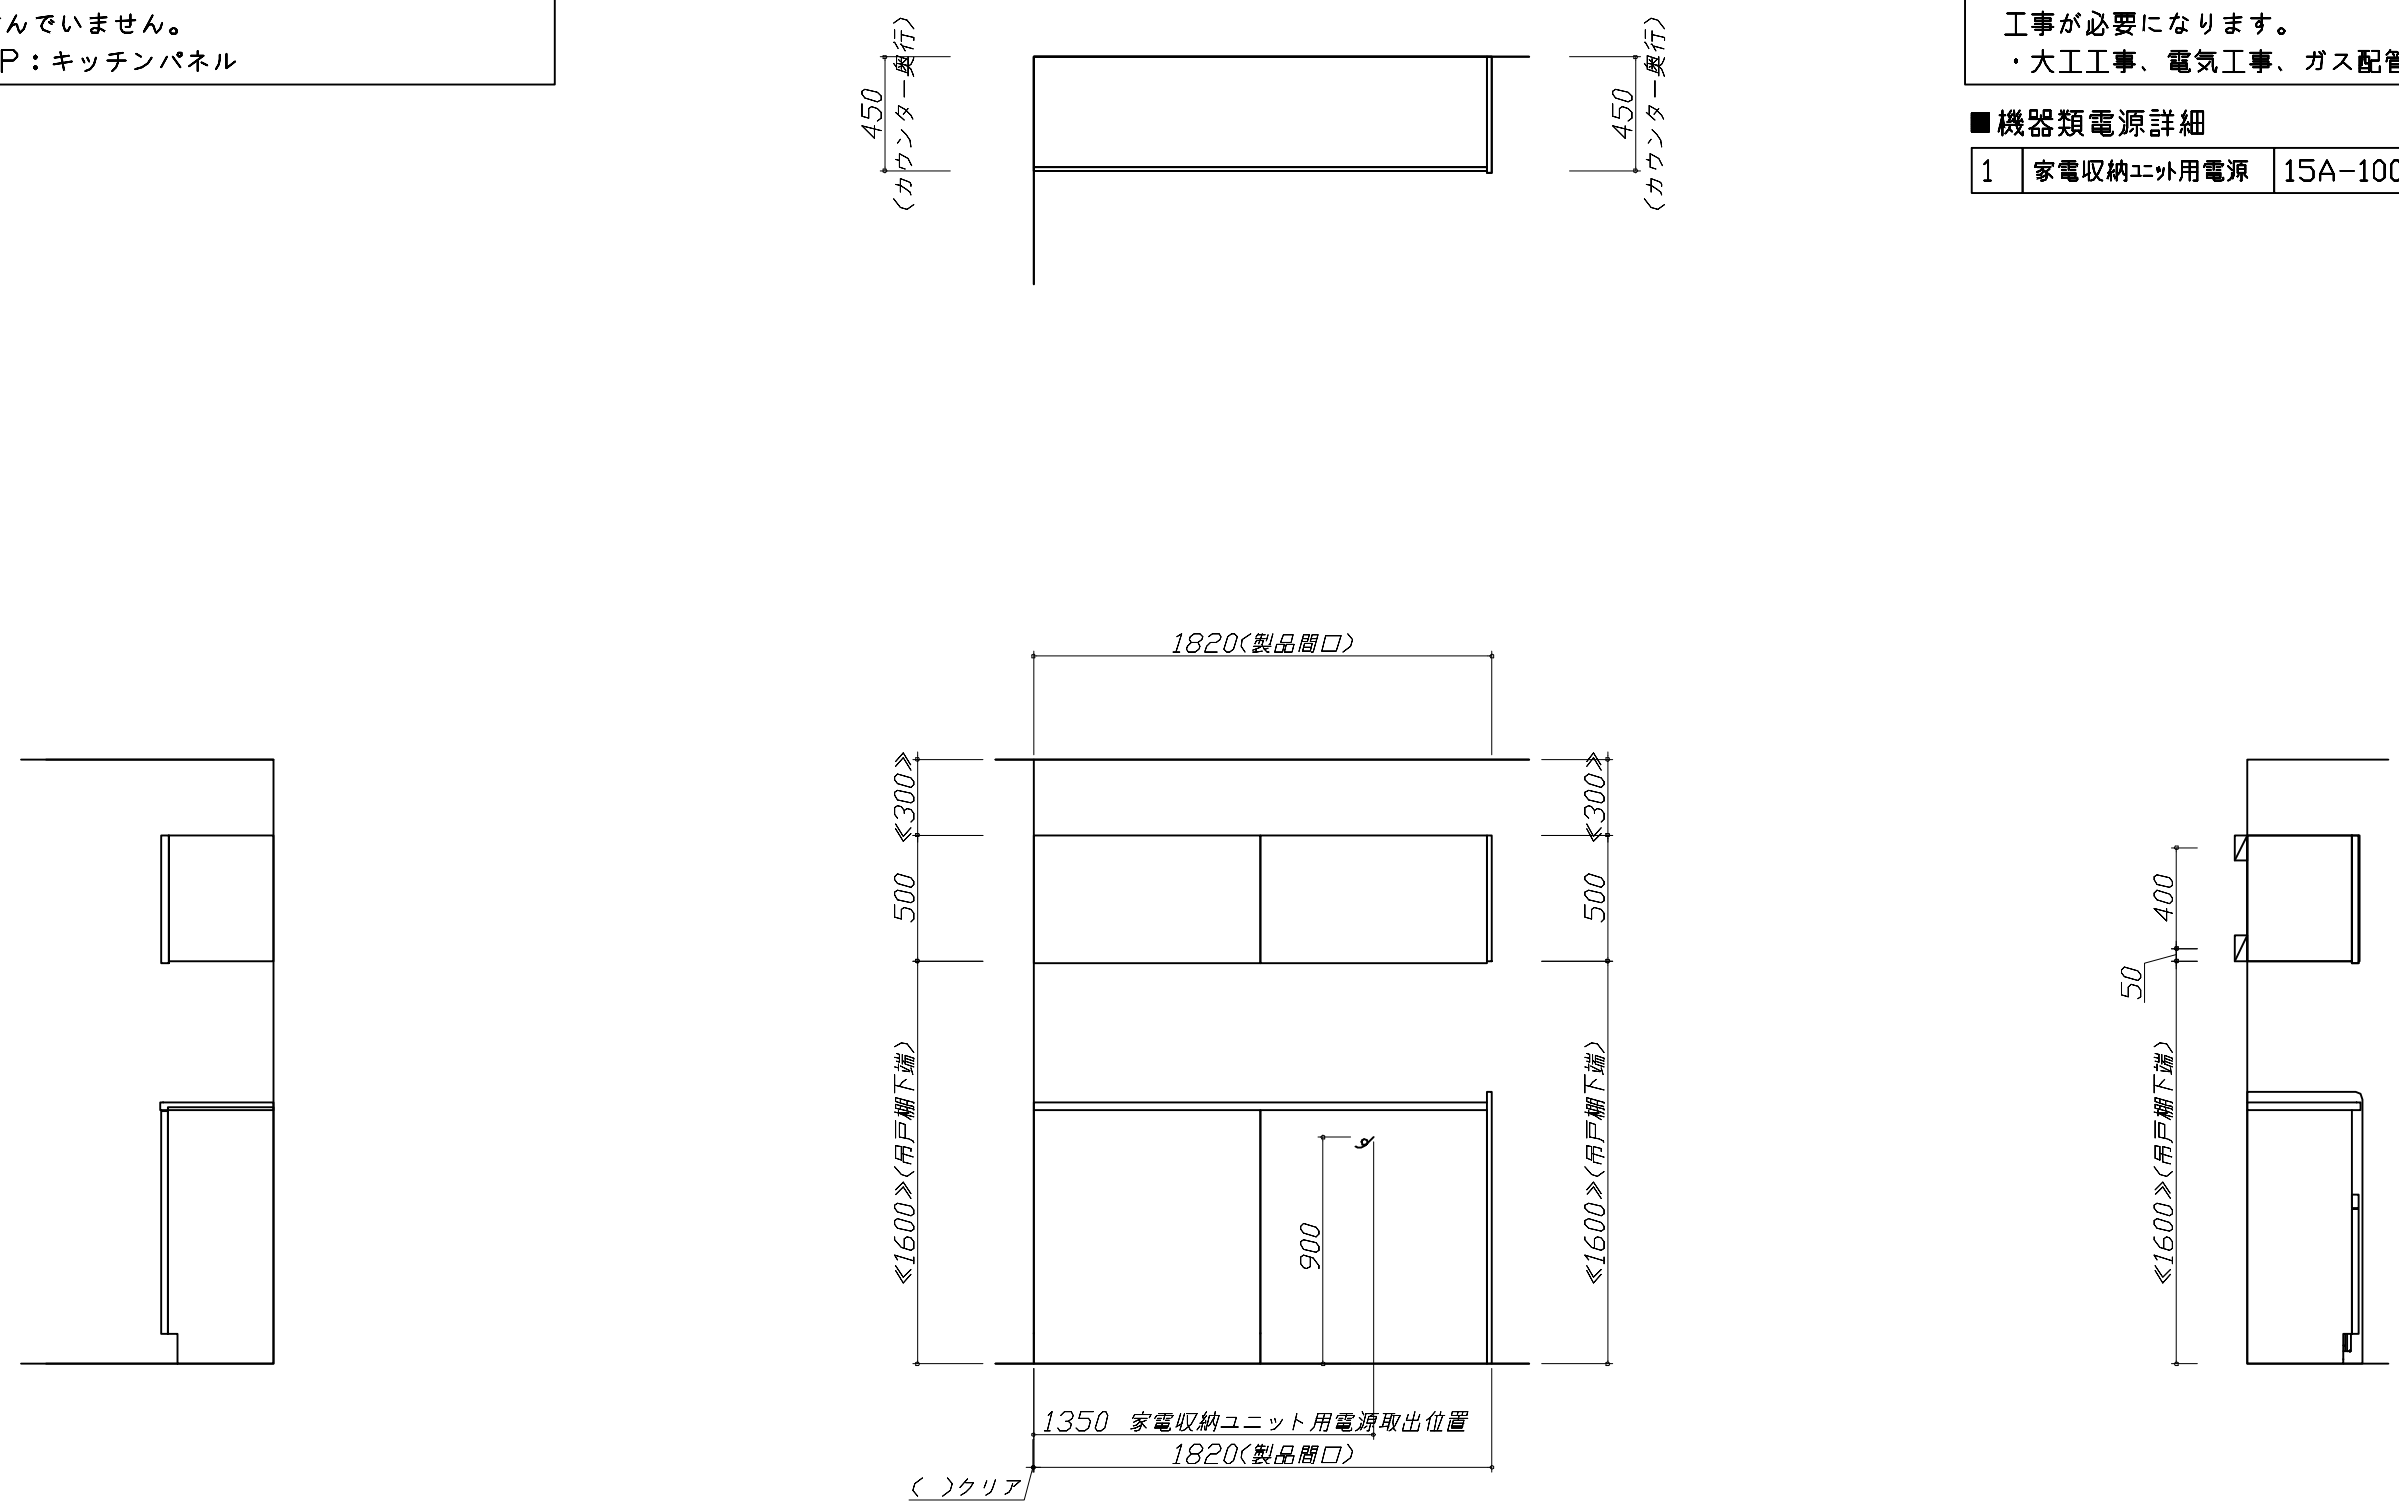 んでいません。
P：キッチンパネル
工事が必要になります。
・大工工事、電気工事、ガス配管
■機器類電源詳細
1 家電収納ユニット用電源 15A-100
450
(カウンター奥行)
450
(カウンター奥行)
1820(製品間口)
≪300≫
500
≪1600≫(吊戸棚下端)
≪300≫
500
≪1600≫(吊戸棚下端)
900
400
50
≪1600≫(吊戸棚下端)
1350 家電収納ユニット用電源取出位置
1820(製品間口)
( )クリア